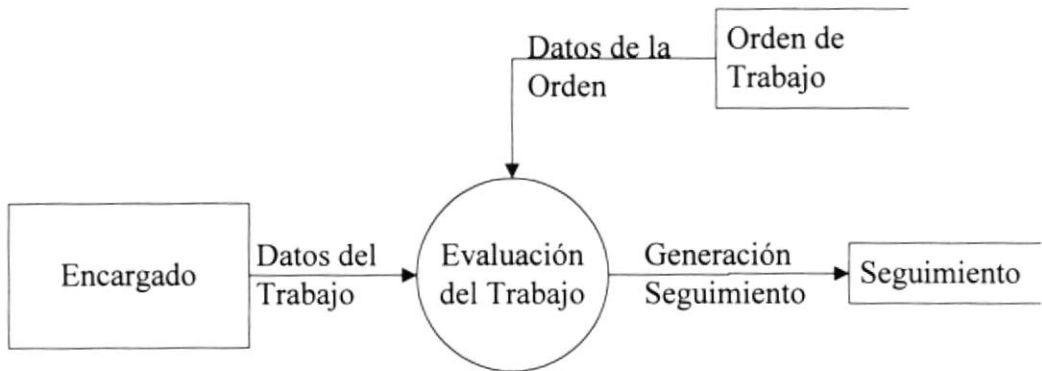 Datos de la
Orden
Orden de
Trabajo
Encargado
Datos del
Trabajo
Evaluación
del Trabajo
Generación
Seguimiento
Seguimiento